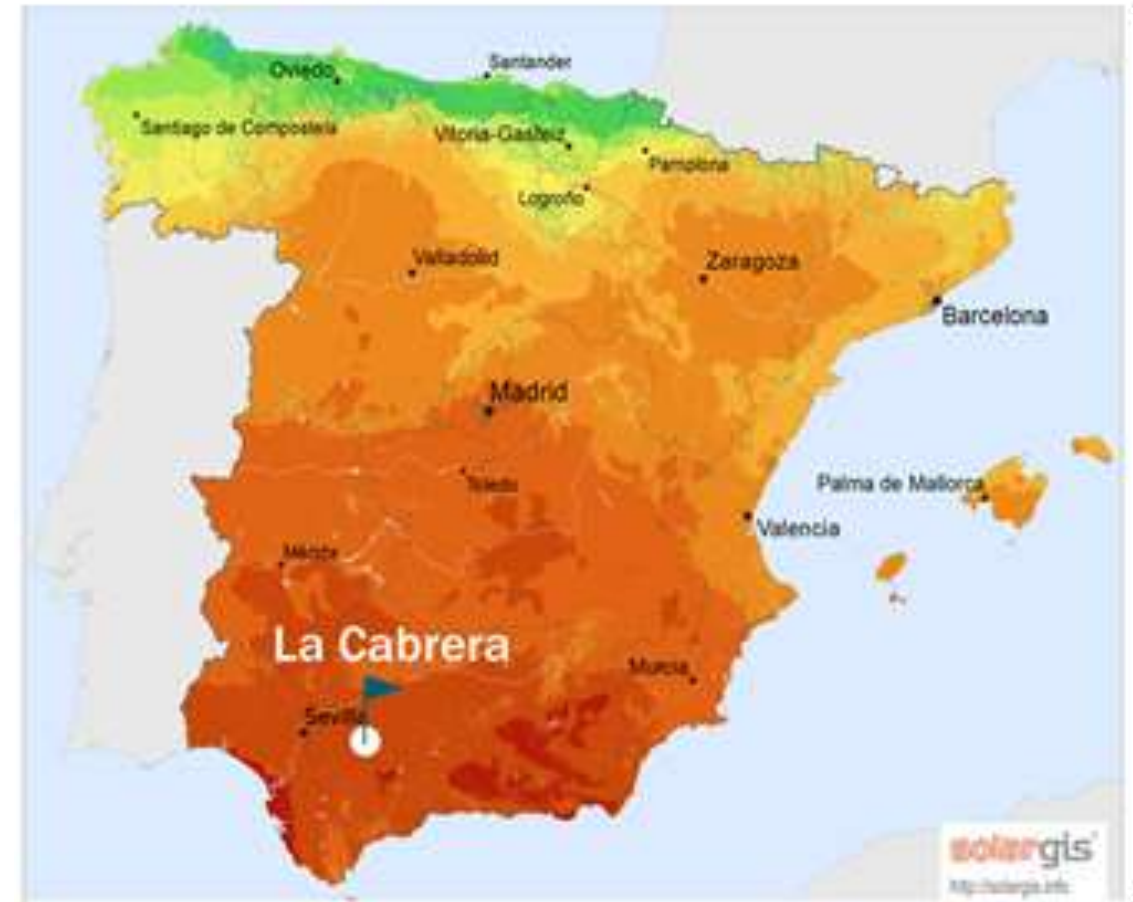 Santander
Oviedo
Santiago de Compostela
Vitoria-Gasteiz
Pamplona
Logroño
Valladolid
Zaragoza
Barcelona
Madrid
Toledo
Palma de Mallorca
Valencia
Mérida
La Cabrera
Murcia
Sevilla
solargis
http://solargis.info